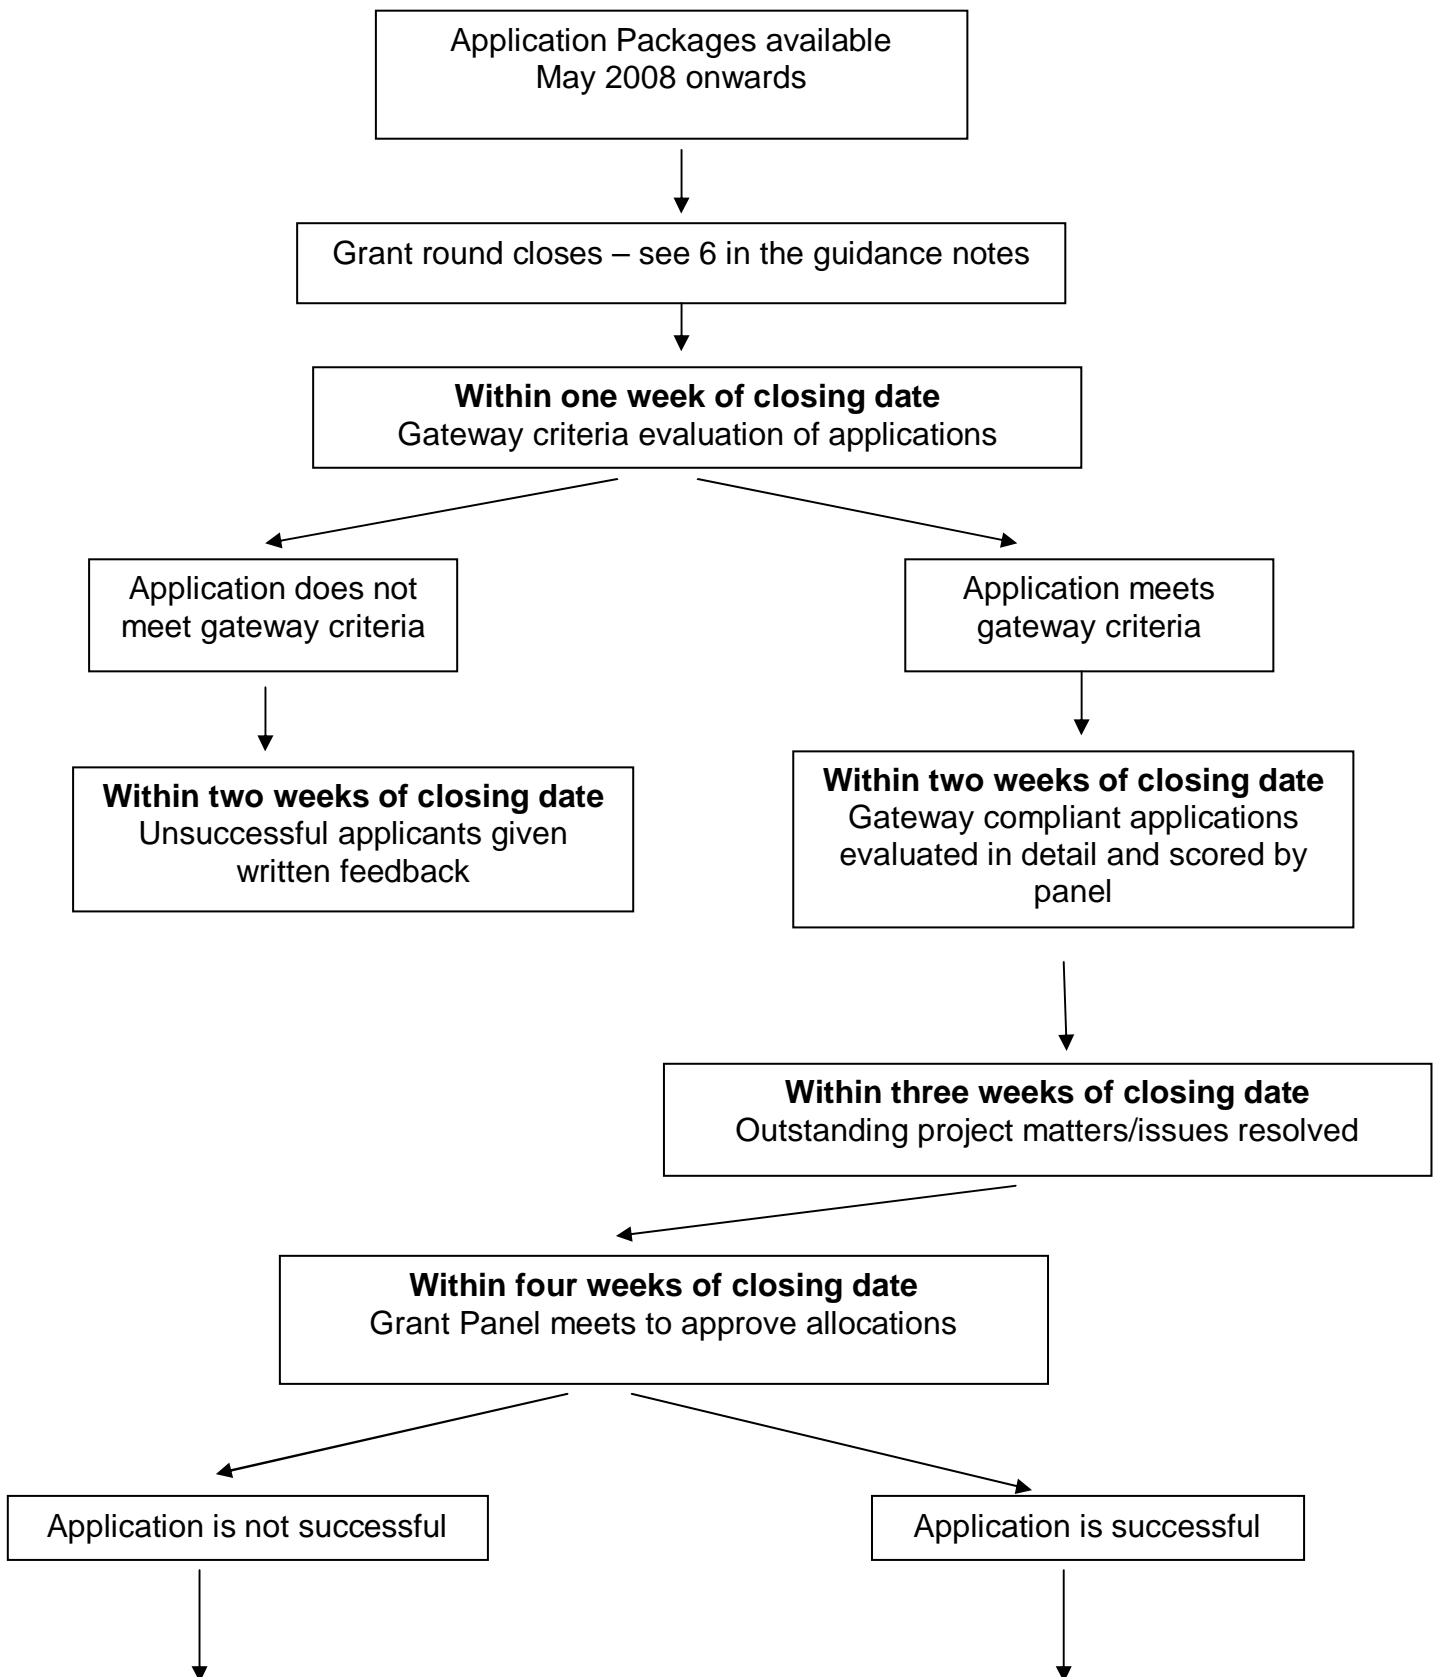 Application Packages available
May 2008 onwards
Grant round closes – see 6 in the guidance notes
Within one week of closing date
Gateway criteria evaluation of applications
Application does not
meet gateway criteria
Application meets
gateway criteria
Within two weeks of closing date
Unsuccessful applicants given
written feedback
Within two weeks of closing date
Gateway compliant applications
evaluated in detail and scored by
panel
Within three weeks of closing date
Outstanding project matters/issues resolved
Within four weeks of closing date
Grant Panel meets to approve allocations
Application is not successful
Application is successful